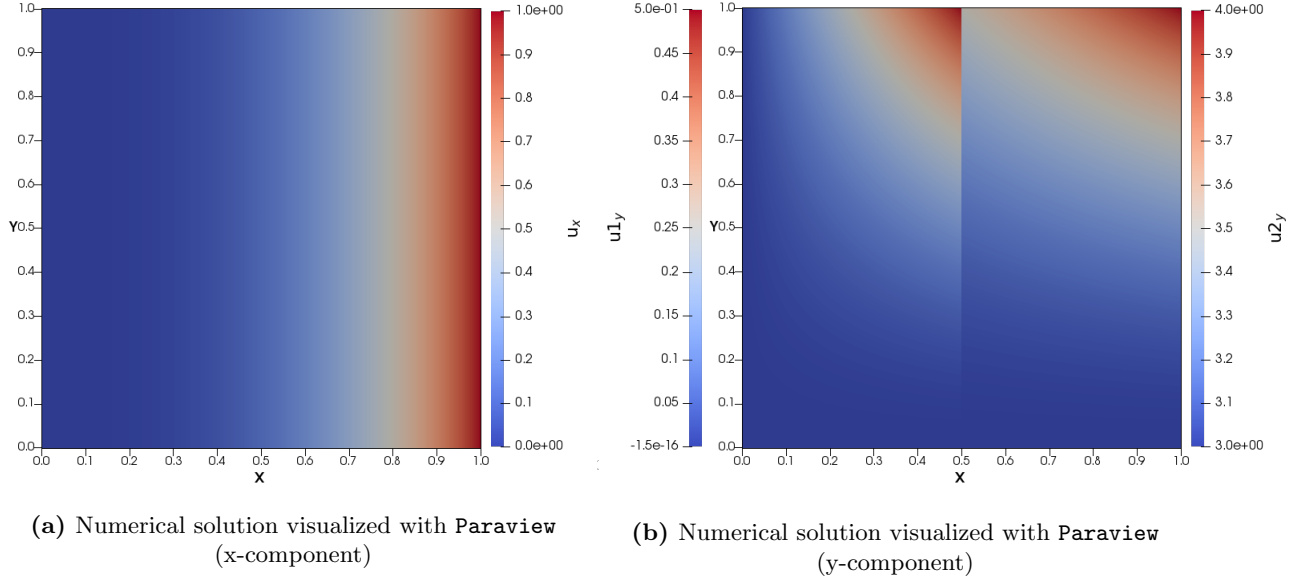 1.0
0.9
0.8
0.7
0.6
Y0.5
0.4
0.3
0.2
0.1
0.0
0.0 0.1 0.2 0.3 0.4 0.5 0.6 0.7 0.8 0.9 1.0
X
1.0e+00
0.9
0.8
0.7
0.6
0.5
0.4
0.3
0.2
0.1
0.0e+00
ux
u1y
5.0e-01
0.45
0.4
0.35
0.3
0.25
0.2
0.15
0.1
0.05
-1.5e-16
1.0
0.9
0.8
0.7
0.6
Y0.5
0.4
0.3
0.2
0.1
0.0
0.0 0.1 0.2 0.3 0.4 0.5 0.6 0.7 0.8 0.9 1.0
X
4.0e+00
3.9
3.8
3.7
3.6
3.5
3.4
3.3
3.2
3.1
3.0e+00
u2y
(a) Numerical solution visualized with Paraview
(x-component)
(b) Numerical solution visualized with Paraview
(y-component)